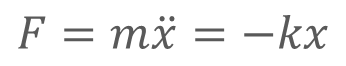 F = mẍ = −kx